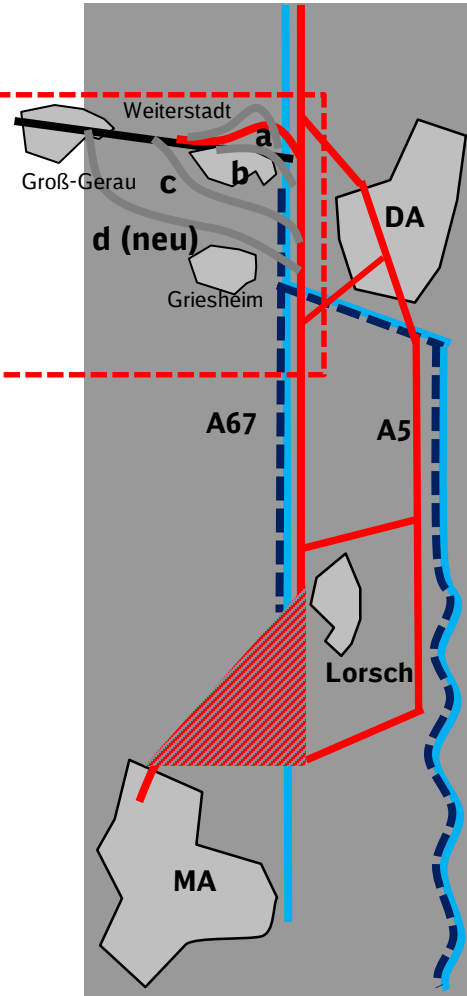 Weiterstadt
a
b
Groß-Gerau
c
DA
d (neu)
Griesheim
A67
A5
Lorsch
MA